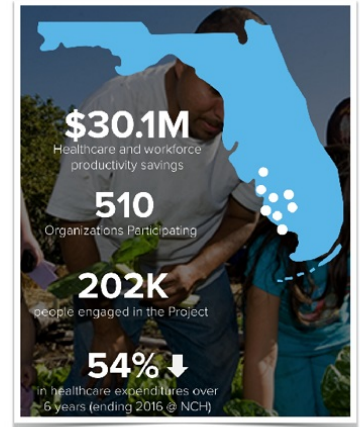 $30.1M
Healthcare and workforce
productivity savings
510
Organizations Participating
202K
people engaged in the Project
54%
in healthcare expenditures over
6 years (ending 2016 @ NCH)